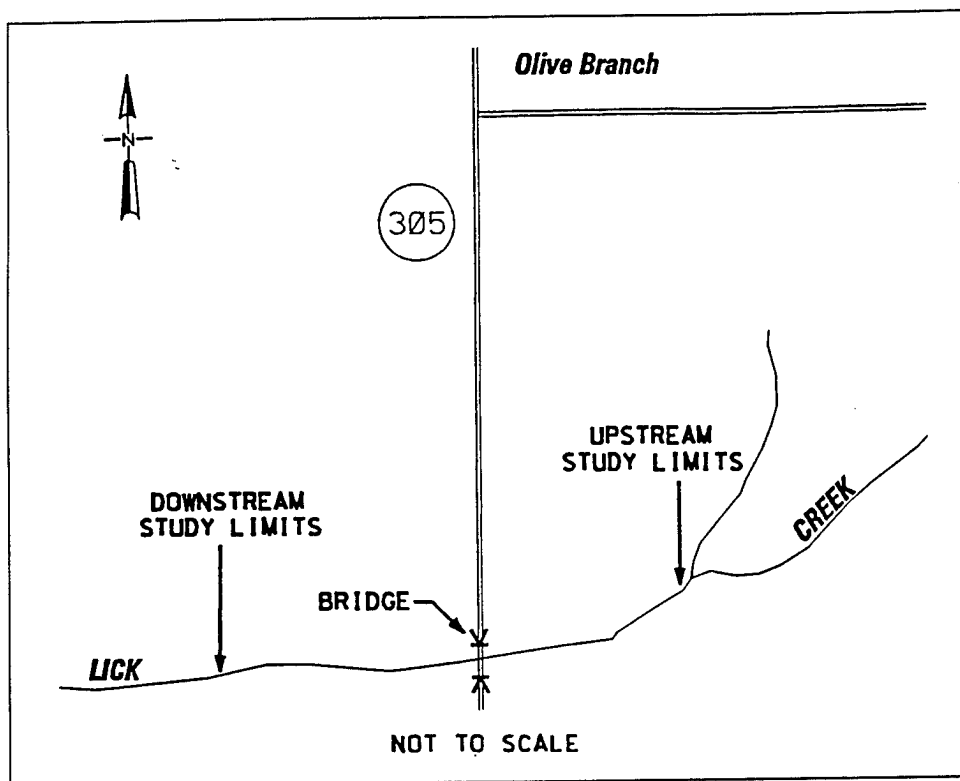 Olive Branch
N
305
UPSTREAM
STUDY LIMITS
DOWNSTREAM
STUDY LIMITS
CREEK
BRIDGE
LICK
NOT TO SCALE